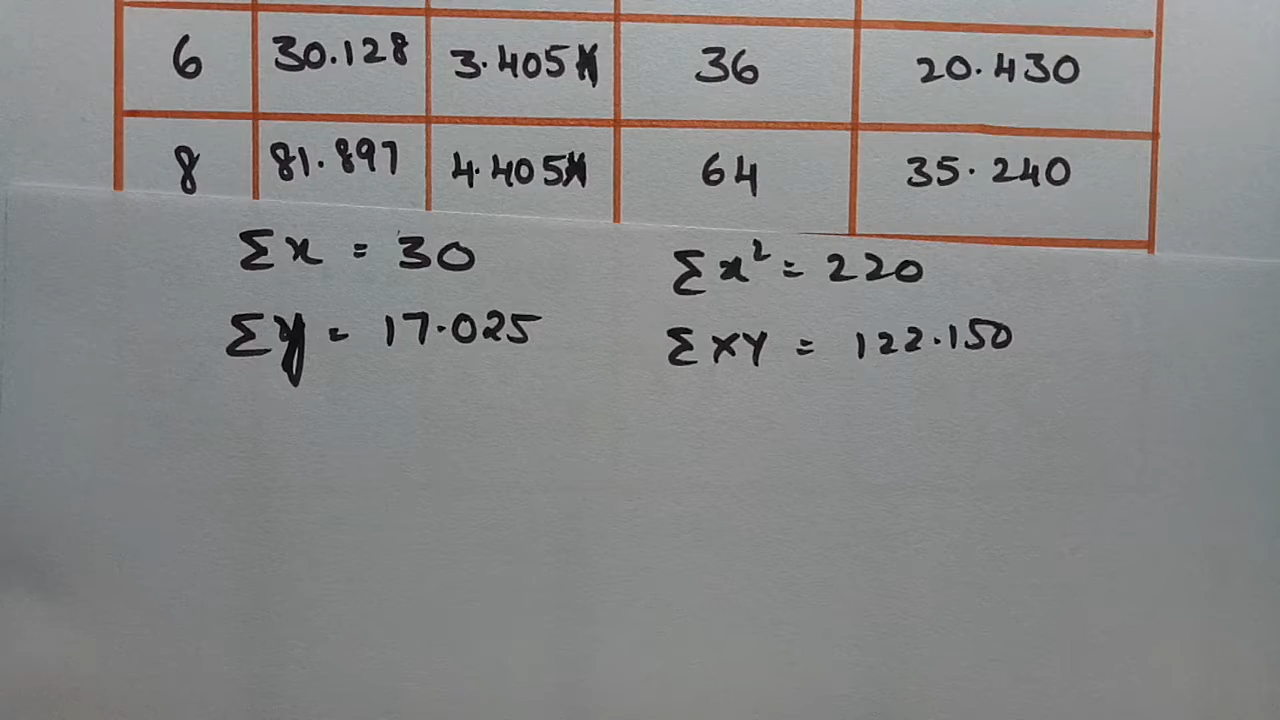 6 30.128 3.405 36 20.430
8 81.897 4.405 64 35.240
Σx = 30 Σx² = 220
Σy = 17.025 ΣXY = 122.150